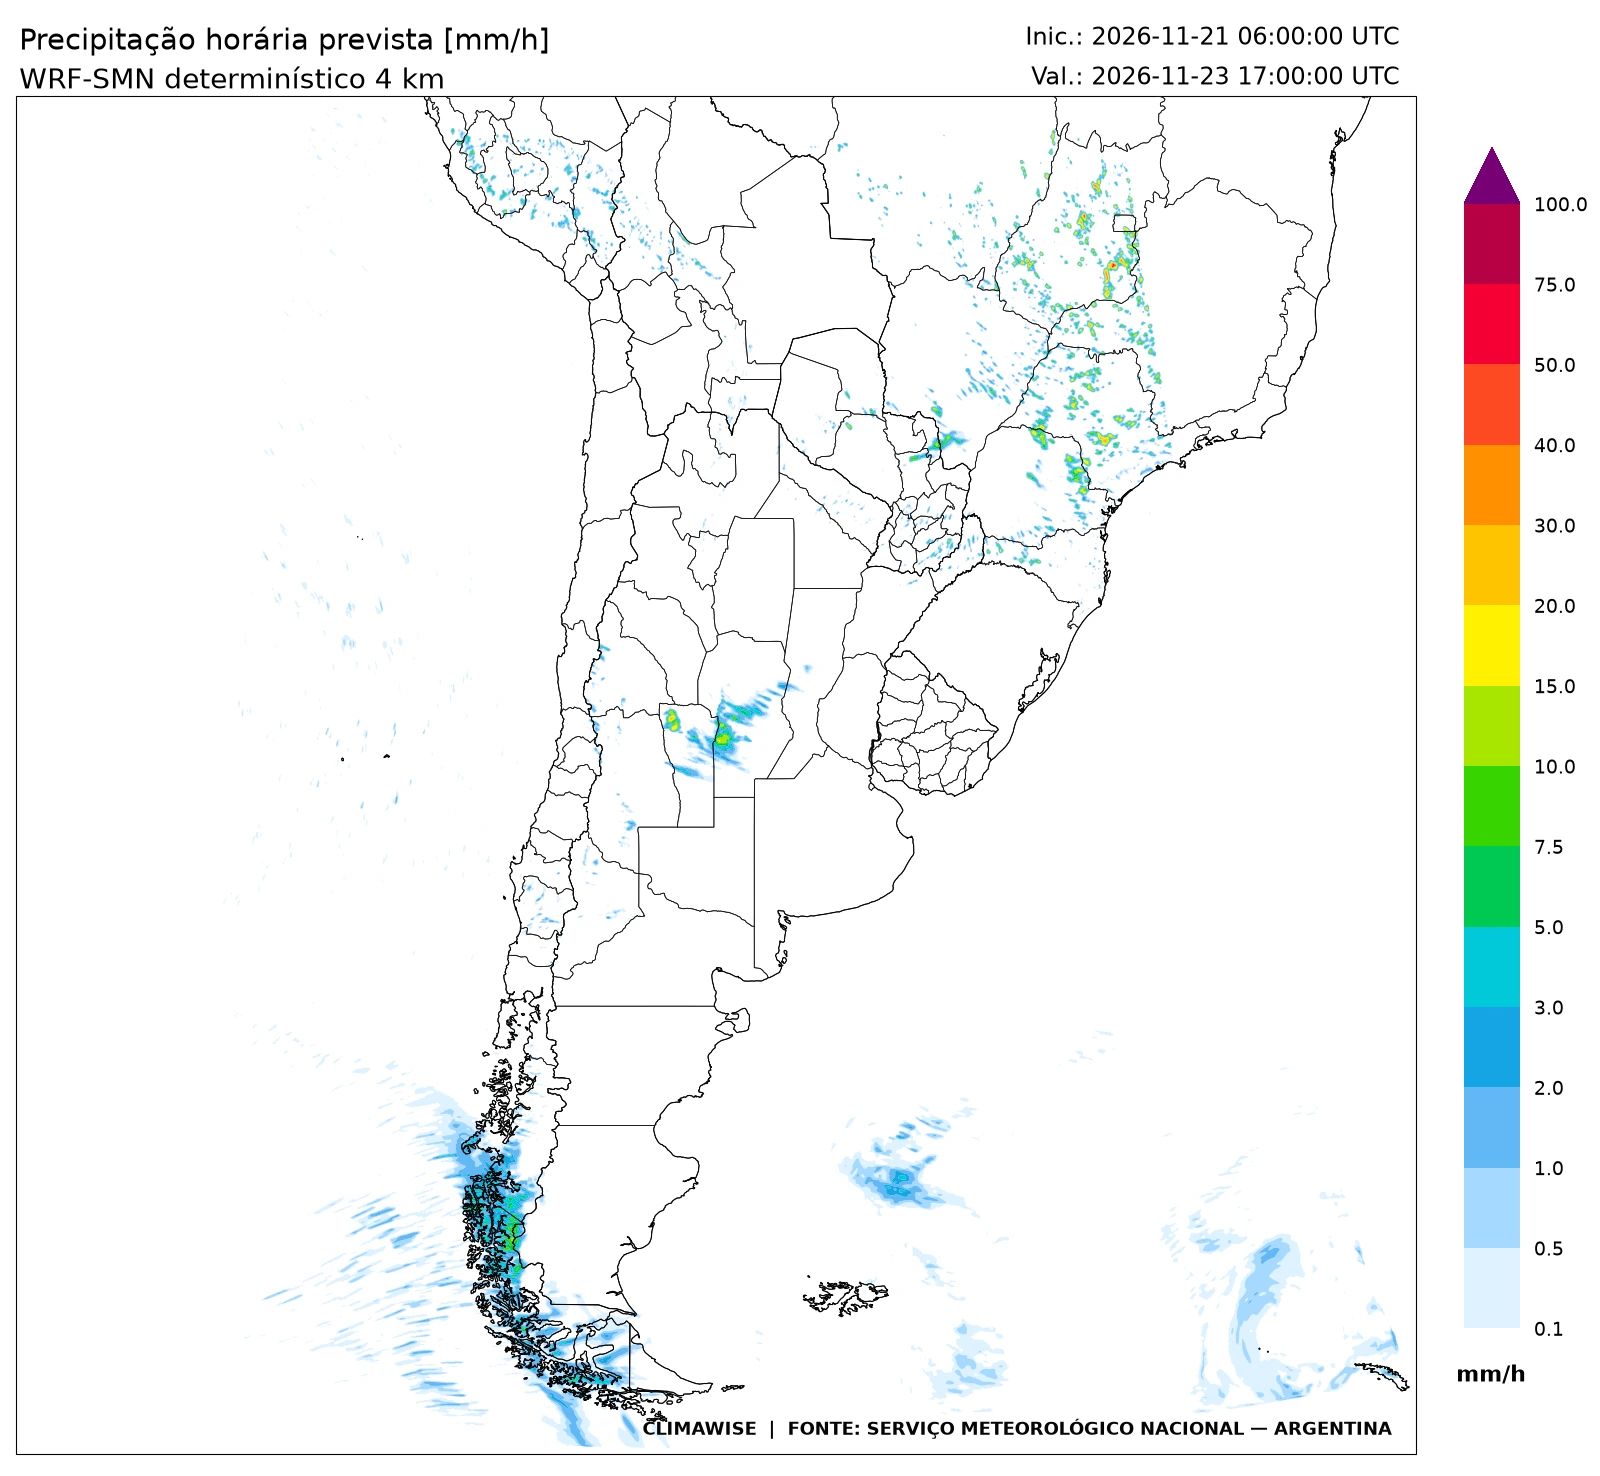 Precipitação horária prevista [mm/h]
WRF-SMN determinístico 4 km
Inic.: 2026-11-21 06:00:00 UTC
Val.: 2026-11-23 17:00:00 UTC
100.0
75.0
50.0
40.0
30.0
20.0
15.0
10.0
7.5
5.0
3.0
2.0
1.0
0.5
0.1
mm/h
CLIMAWISE | FONTE: SERVIÇO METEOROLÓGICO NACIONAL — ARGENTINA